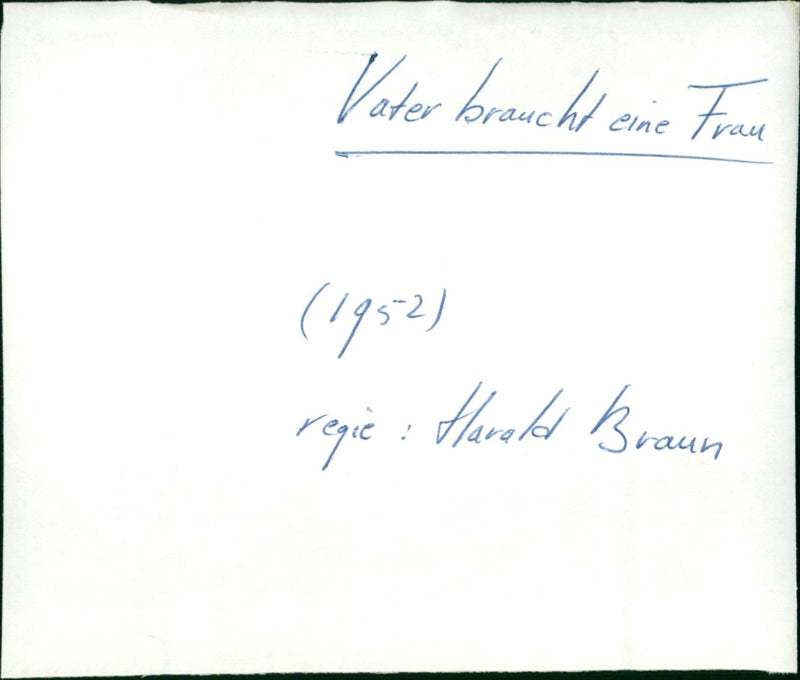 Vater braucht eine Frau
(1952)
regie : Harald Braun